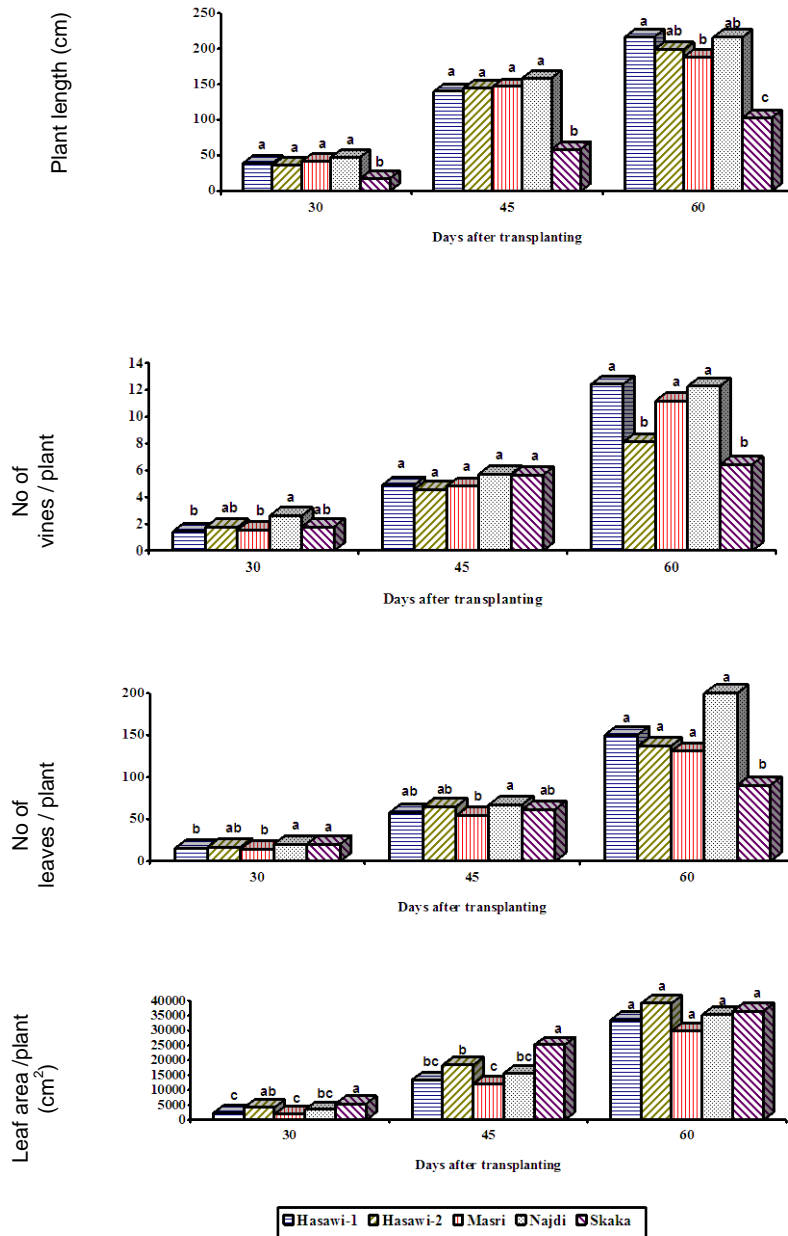 Plant length (cm)
250
200
150
100
50
0
a a a a b
a a a a b
a ab b ab c
30 45 60
Days after transplanting
No of
vines / plant
14
12
10
8
6
4
2
0
b ab b a ab
a a a a a
a b a a b
30 45 60
Days after transplanting
No of
leaves / plant
200
150
100
50
0
b ab b a a
ab ab b a ab
a a a a b
30 45 60
Days after transplanting
Leaf area /plant
(cm²)
40000
35000
30000
25000
20000
15000
10000
5000
0
c ab c bc a
bc b c bc a
a a a a a
30 45 60
Days after transplanting
Hasawi-1 Hasawi-2 Masri Najdi Skaka